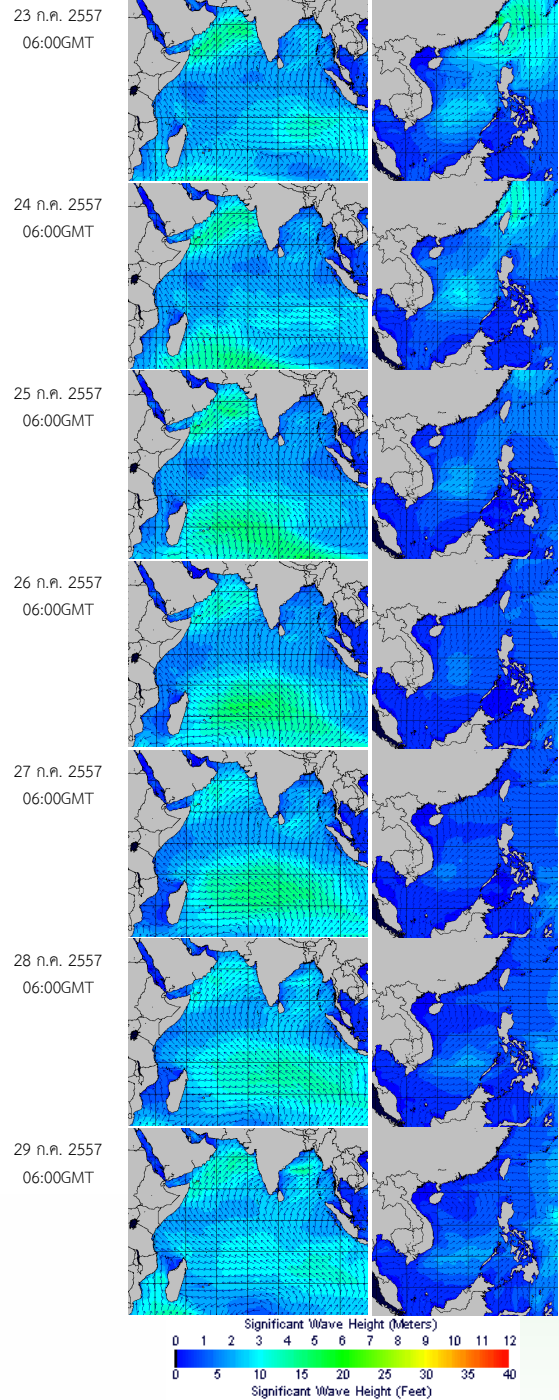 23 ก.ค. 2557
06:00GMT
24 ก.ค. 2557
06:00GMT
25 ก.ค. 2557
06:00GMT
26 ก.ค. 2557
06:00GMT
27 ก.ค. 2557
06:00GMT
28 ก.ค. 2557
06:00GMT
29 ก.ค. 2557
06:00GMT
Significant Wave Height (Meters)
0 1 2 3 4 5 6 7 8 9 10 11 12
0 5 10 15 20 25 30 35 40
Significant Wave Height (Feet)